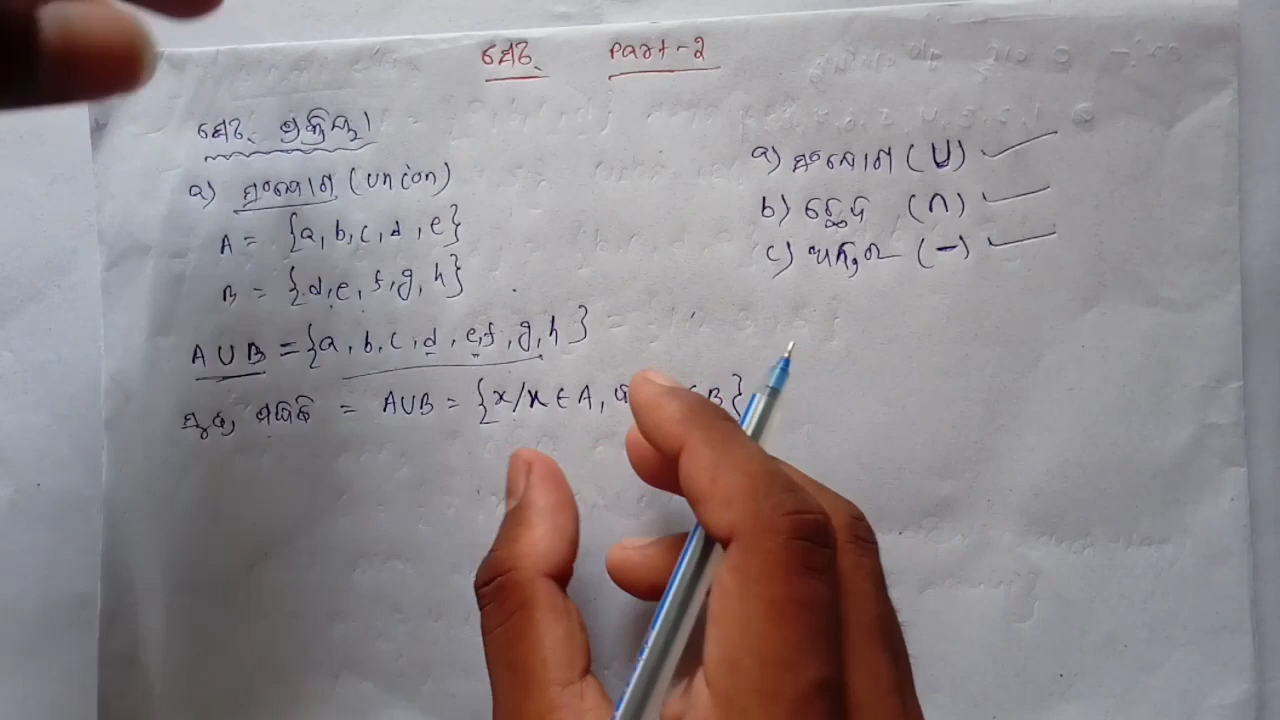 ସେଟ୍ Part-2
ସେଟ୍ ପ୍ରକ୍ରିୟା
a) ସଂଯୋଗ (Union)
A = {a, b, c, d, e}
B = {d, e, f, g, h}
A ∪ B = {a, b, c, d, e, f, g, h}
= A∪B = {x/x ∈ A, B}
a) ସଂଯୋଗ (∪)
b) ଛେଦ (∩)
c) ଅନ୍ତର (−)